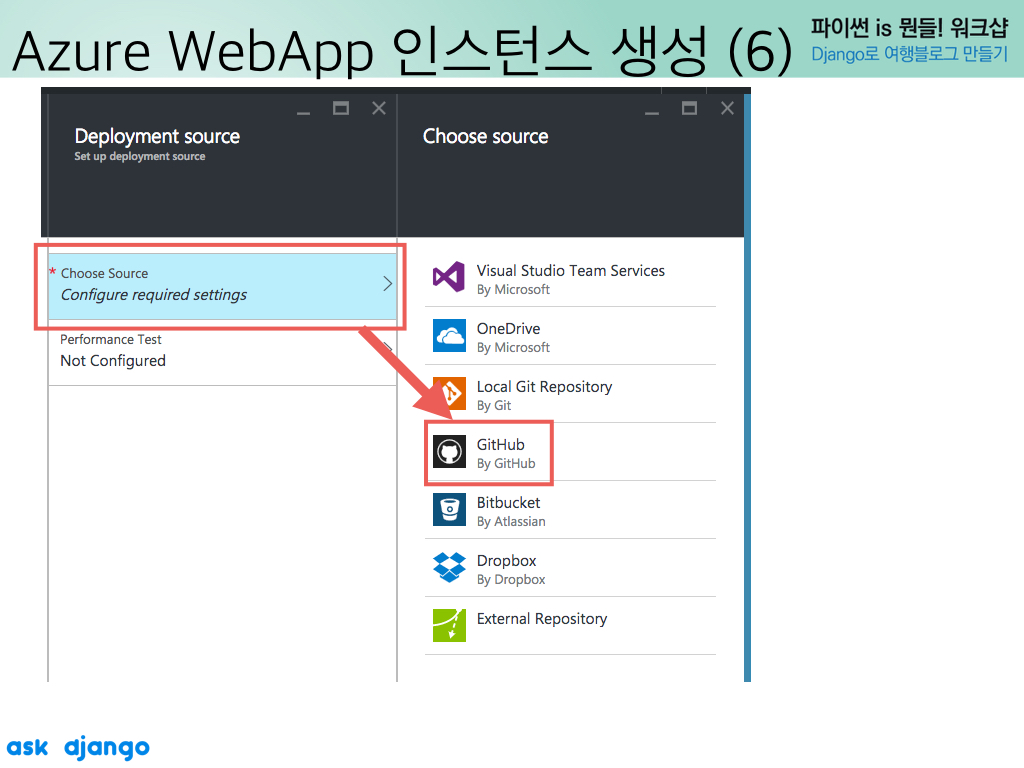 Azure WebApp 인스턴스 생성 (6)
파이썬 is 뭔들! 워크샵
Django로 여행블로그 만들기
Deployment source
Set up deployment source
* Choose Source
Configure required settings
Performance Test
Not Configured
Choose source
Visual Studio Team Services
By Microsoft
OneDrive
By Microsoft
Local Git Repository
By Git
GitHub
By GitHub
Bitbucket
By Atlassian
Dropbox
By Dropbox
External Repository
ask django